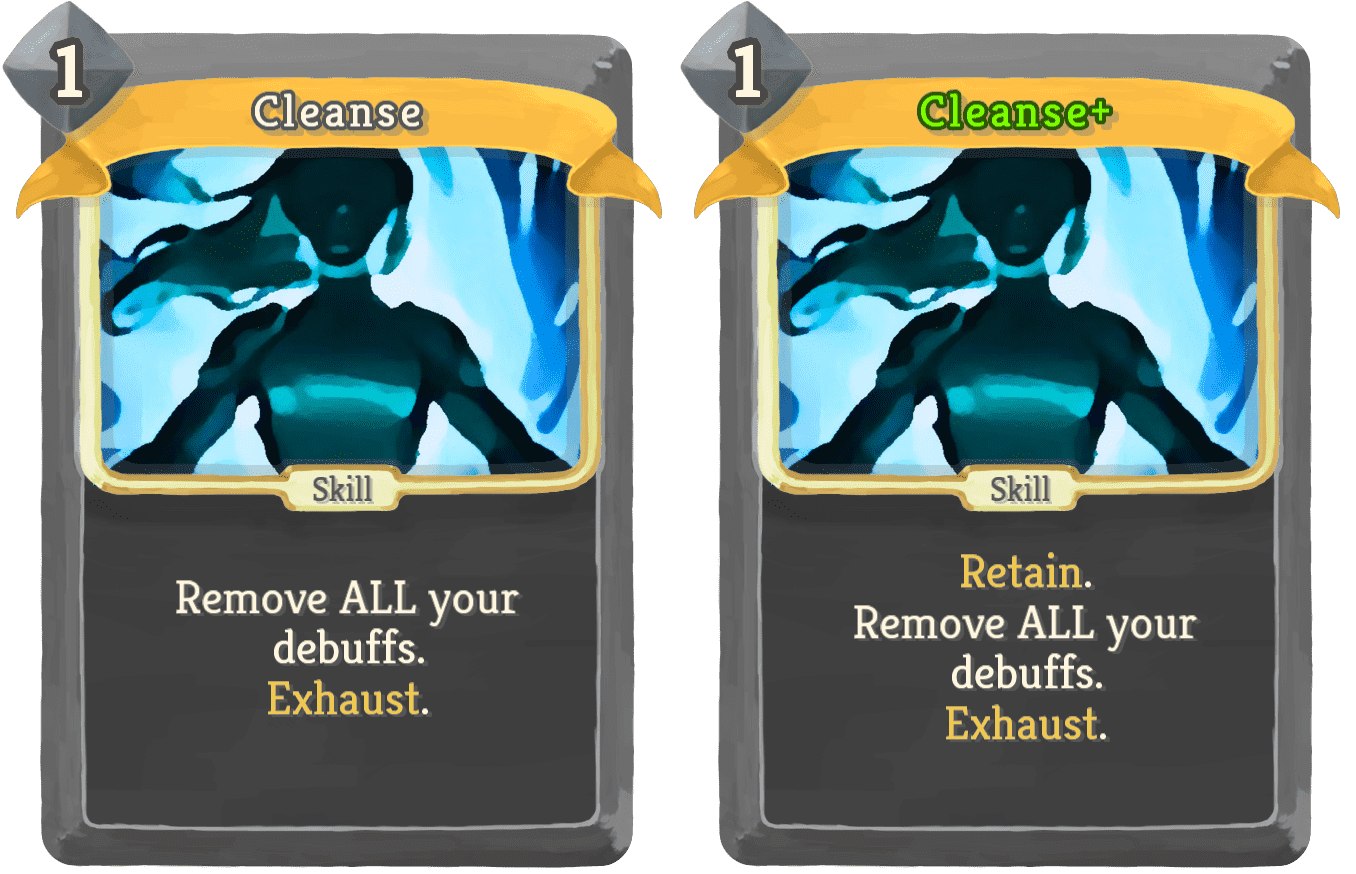 1
Cleanse
Skill
Remove ALL your
debuffs.
Exhaust.
1
Cleanse+
Skill
Retain.
Remove ALL your
debuffs.
Exhaust.